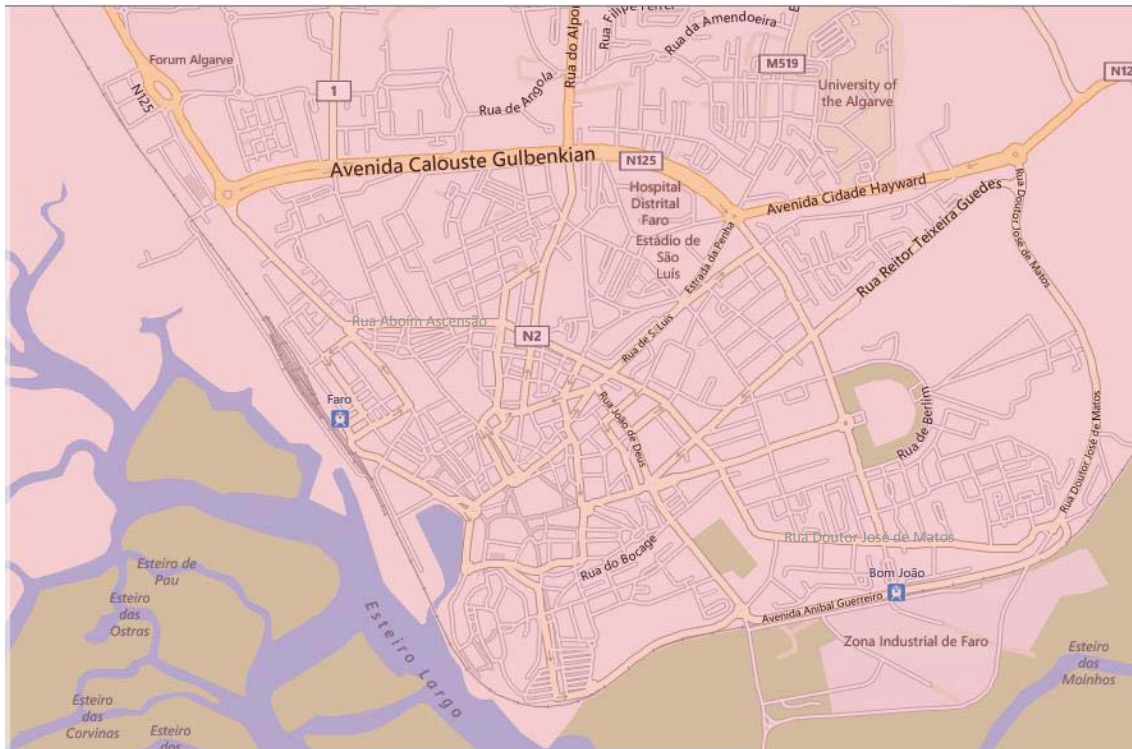 Rua Filipe Ferrei
Rua da Amendoeira
E
Rua do Alpor
Forum Algarve
M519
N12
N125
1
Rua de Angola
University of
the Algarve
Avenida Calouste Gulbenkian
N125
Hospital
Distrital
Faro
Avenida Cidade Hayward
Rua Doutor José de Matos
Rua Reitor Teixeira Guedes
Estádio de
São
Luís
Estrada da Penha
Rua Aboim Ascensão
N2
Rua de S. Luis
Faro
Rua João de Deus
Rua de Berlim
Rua Doutor José de Matos
Rua Doutor José de Matos
Rua do Bocage
Esteiro de
Pau
Bom João
Esteiro
das
Ostras
Esteiro Largo
Avenida Anibal Guerreiro
Zona Industrial de Faro
Esteiro
dos
Moinhos
Esteiro
das
Corvinas
Esteiro
dos